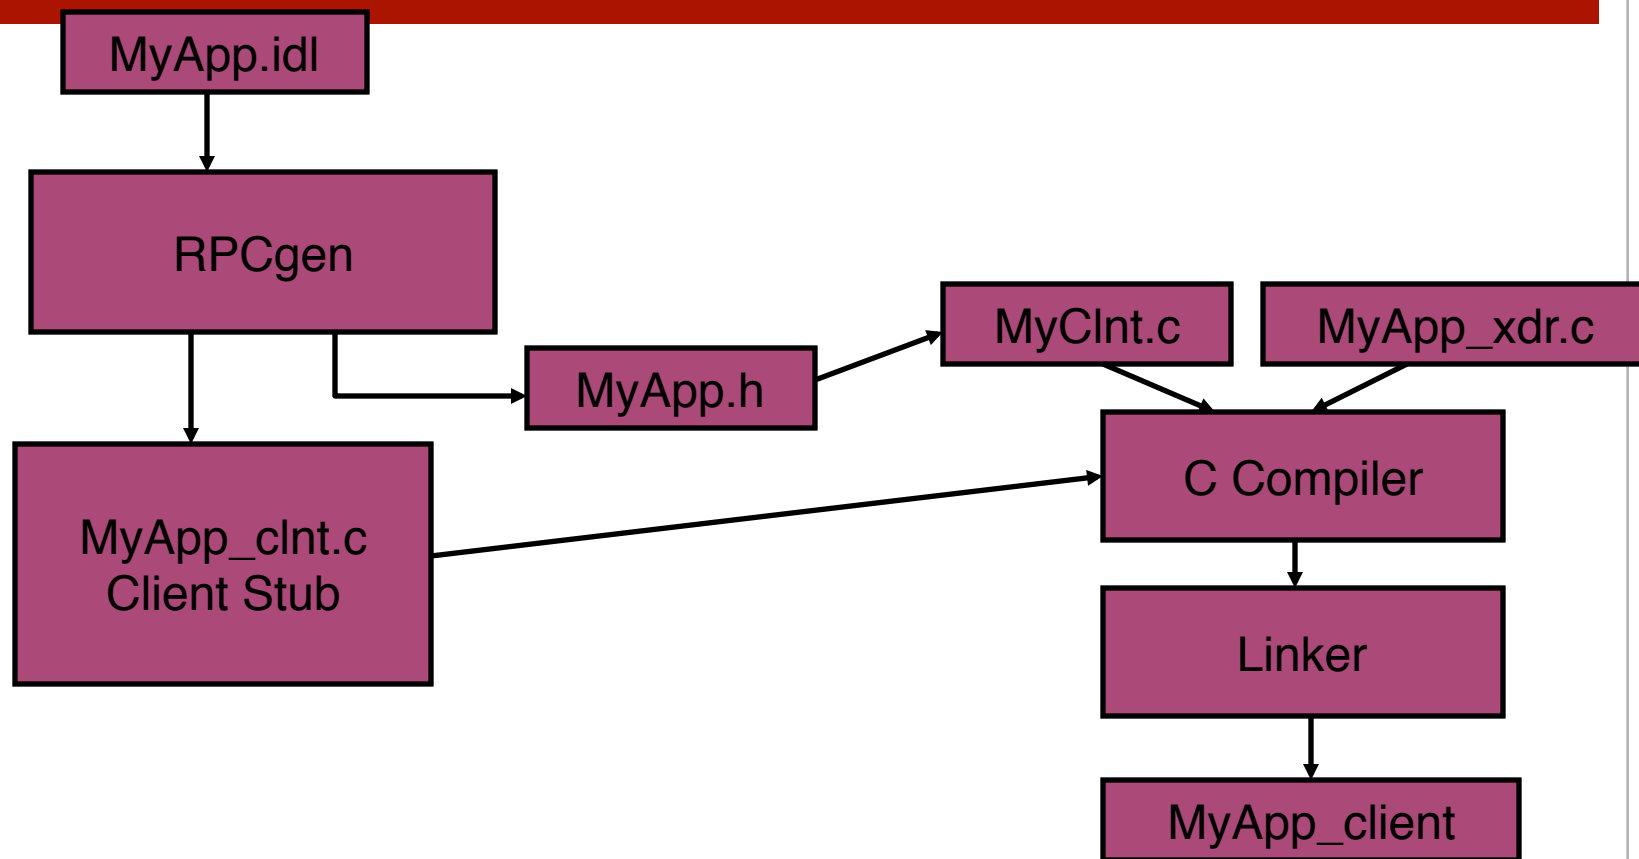 MyApp.idl
RPCgen
MyClnt.c
MyApp_xdr.c
MyApp.h
C Compiler
MyApp_clnt.c
Client Stub
Linker
MyApp_client